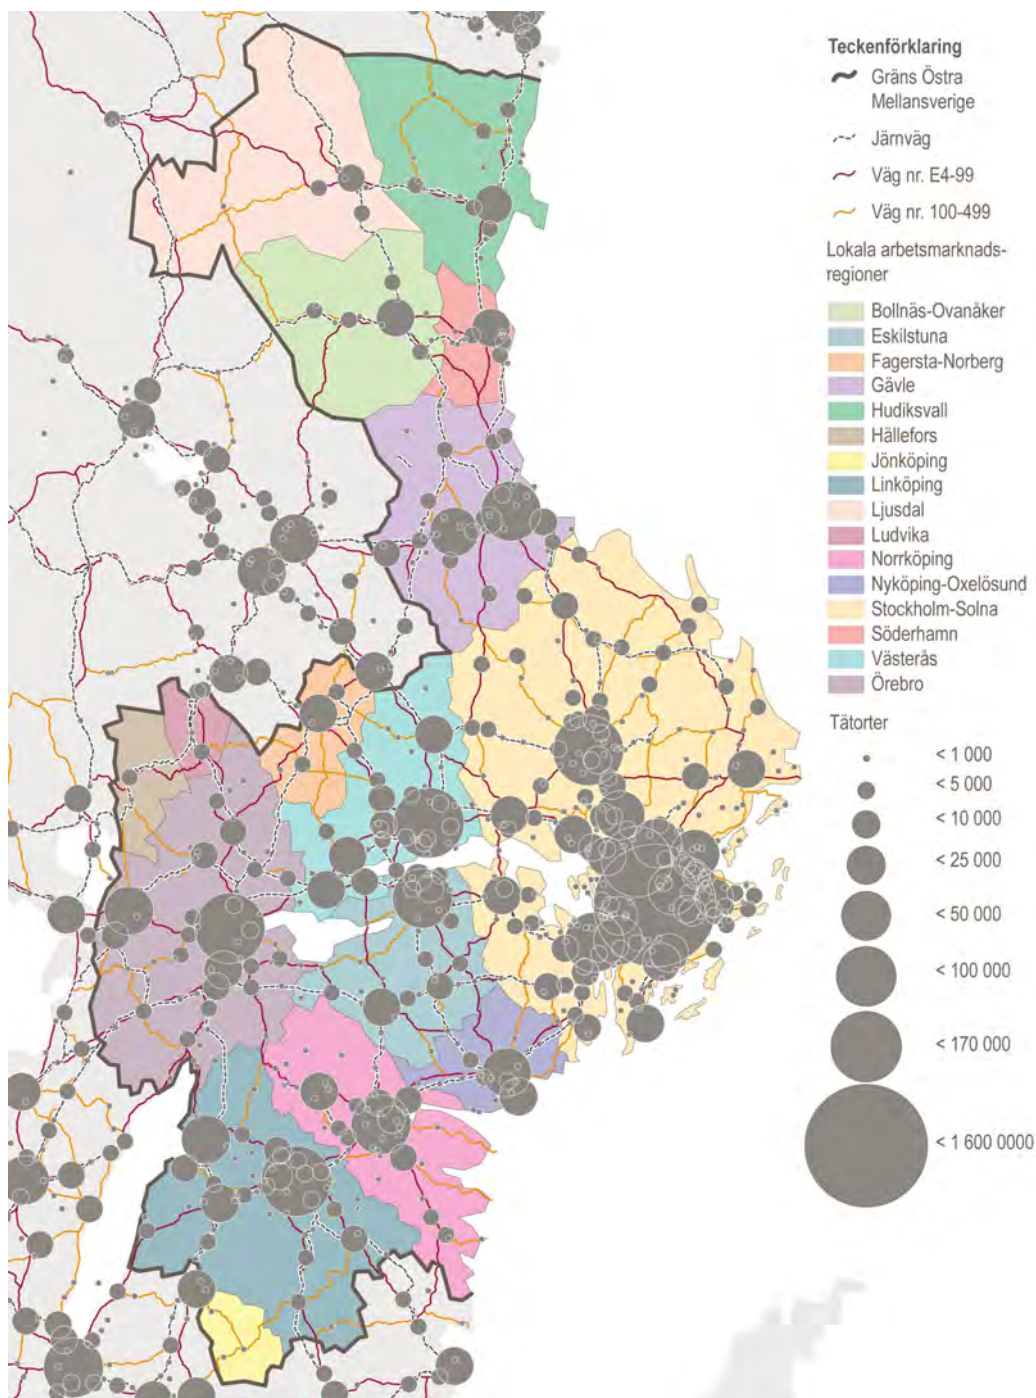 Teckenförklaring
Gräns Östra
Mellansverige
Järnväg
Väg nr. E4-99
Väg nr. 100-499
Lokala arbetsmarknads-
regioner
Bollnäs-Ovanåker
Eskilstuna
Fagersta-Norberg
Gävle
Hudiksvall
Hällefors
Jönköping
Linköping
Ljusdal
Ludvika
Norrköping
Nyköping-Oxelösund
Stockholm-Solna
Söderhamn
Västerås
Örebro
Tätorter
< 1 000
< 5 000
< 10 000
< 25 000
< 50 000
< 100 000
< 170 000
< 1 600 0000